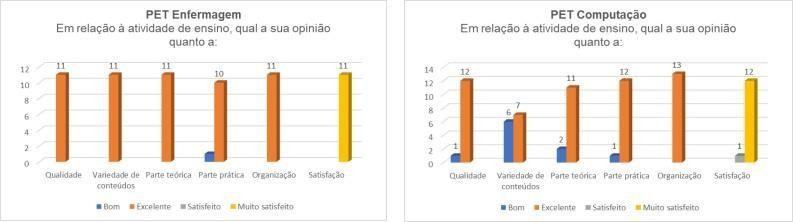 PET Enfermagem
Em relação à atividade de ensino, qual a sua opinião
quanto a:
11 11 11 10 11 11
12
10
8
6
4
2
0
Qualidade Variedade de conteúdos Parte teórica Parte prática Organização Satisfação
Bom Excelente Satisfeito Muito satisfeito
PET Computação
Em relação à atividade de ensino, qual a sua opinião
quanto a:
14
12
10
8
6
4
2
0
1 12 6 7 2 11 1 12 13 1 12
Qualidade Variedade de conteúdos Parte teórica Parte prática Organização Satisfação
Bom Excelente Satisfeito Muito satisfeito